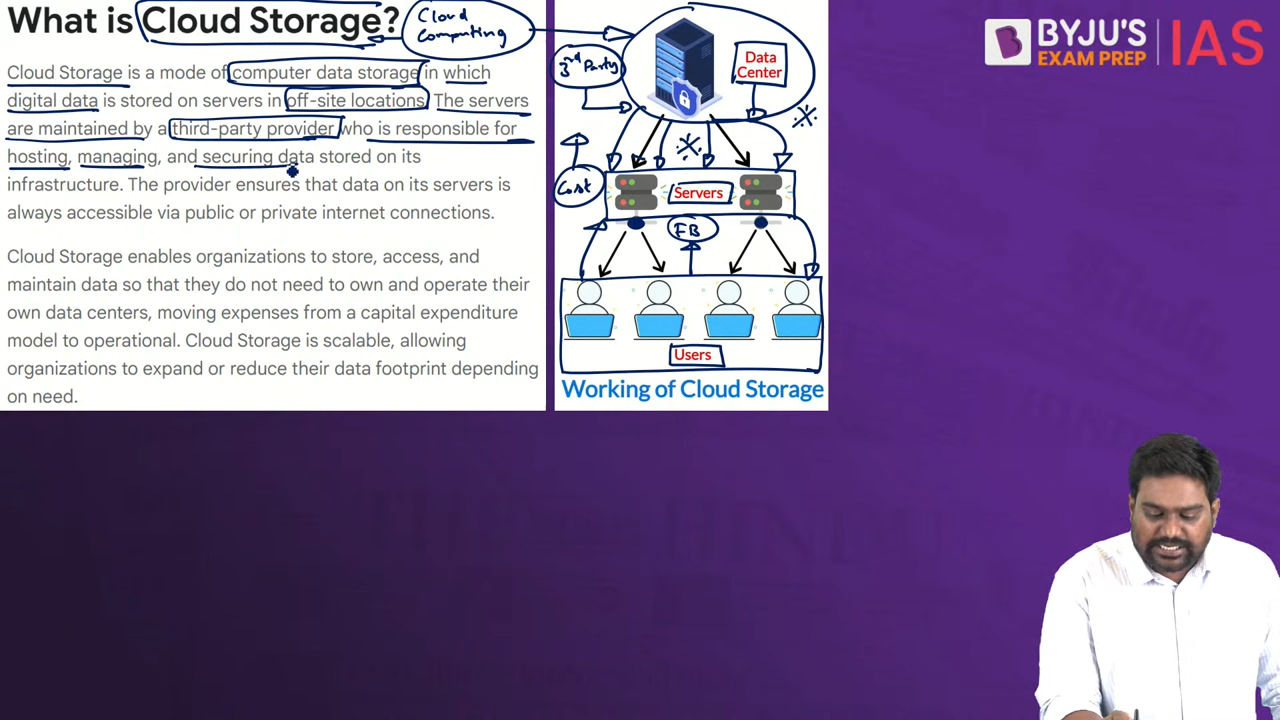 What is Cloud Storage?
Cloud Computing
Cloud Storage is a mode of computer data storage in which
digital data is stored on servers in off-site locations. The servers
are maintained by a third-party provider who is responsible for
hosting, managing, and securing data stored on its
infrastructure. The provider ensures that data on its servers is
always accessible via public or private internet connections.
Cloud Storage enables organizations to store, access, and
maintain data so that they do not need to own and operate their
own data centers, moving expenses from a capital expenditure
model to operational. Cloud Storage is scalable, allowing
organizations to expand or reduce their data footprint depending
on need.
3rd Party
Data
Center
Cost
Servers
FB
Users
Working of Cloud Storage
BYJU'S
EXAM PREP
IAS